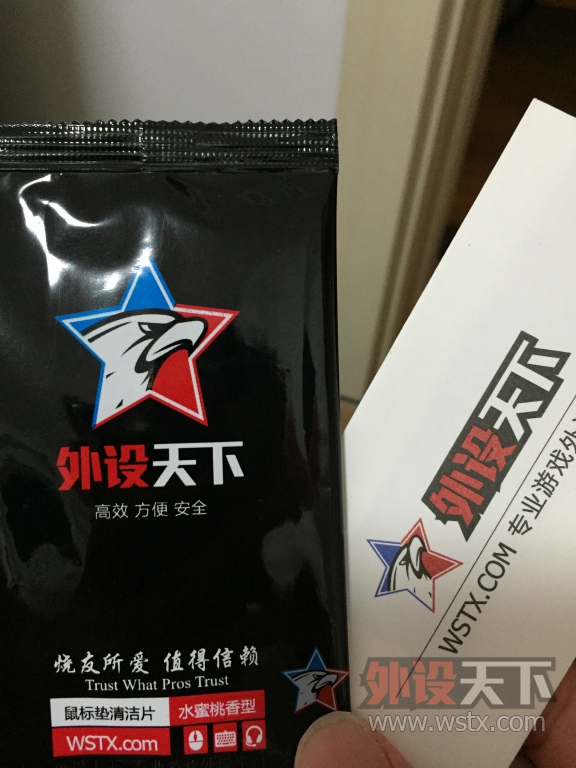 外设天下
高效 方便 安全
烧友所爱 值得信赖
Trust What Pros Trust
鼠标垫清洁片 水蜜桃香型
WSTX.com
外设天下
WSTX.COM 专业游戏外
外设天下
www.wstx.com